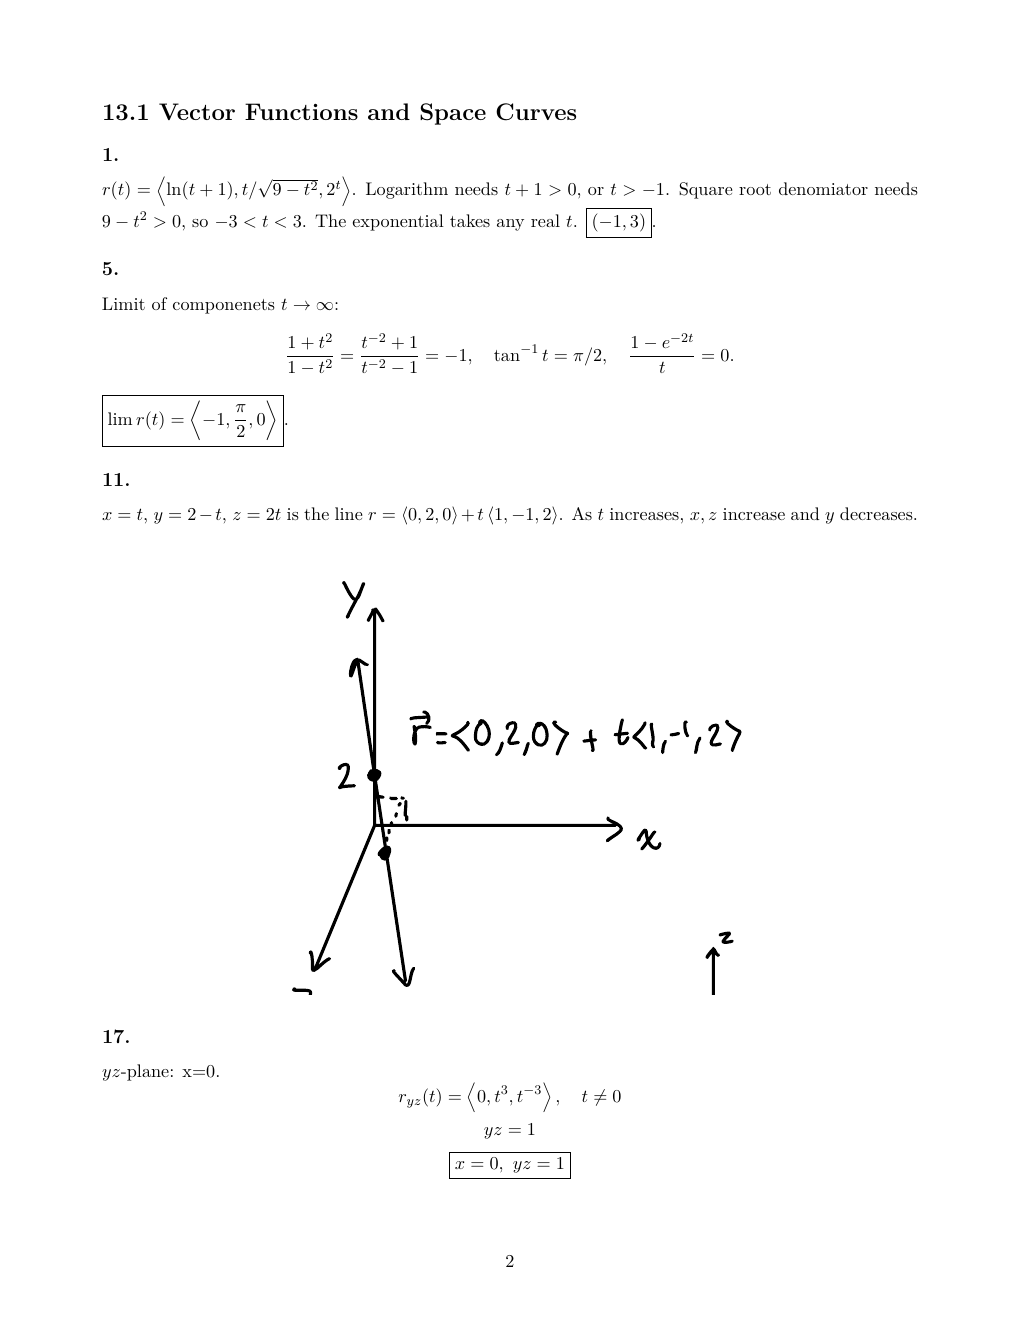 13.1 Vector Functions and Space Curves
1.
r(t) = ⟨ln(t + 1), t/√(9 − t²), 2ᵗ⟩. Logarithm needs t + 1 > 0, or t > −1. Square root denomiator needs
9 − t² > 0, so −3 < t < 3. The exponential takes any real t. (−1, 3).
5.
Limit of componenets t → ∞:
(1 + t²)/(1 − t²) = (t⁻² + 1)/(t⁻² − 1) = −1, tan⁻¹ t = π/2, (1 − e⁻²ᵗ)/t = 0.
lim r(t) = ⟨−1, π/2, 0⟩.
11.
x = t, y = 2 − t, z = 2t is the line r = ⟨0, 2, 0⟩ + t ⟨1, −1, 2⟩. As t increases, x, z increase and y decreases.
y
r⃗=<0,2,0> + t<1,-1,2>
2
1
x
z
17.
yz-plane: x=0.
r_yz(t) = ⟨0, t³, t⁻³⟩, t ≠ 0
yz = 1
x = 0, yz = 1
2